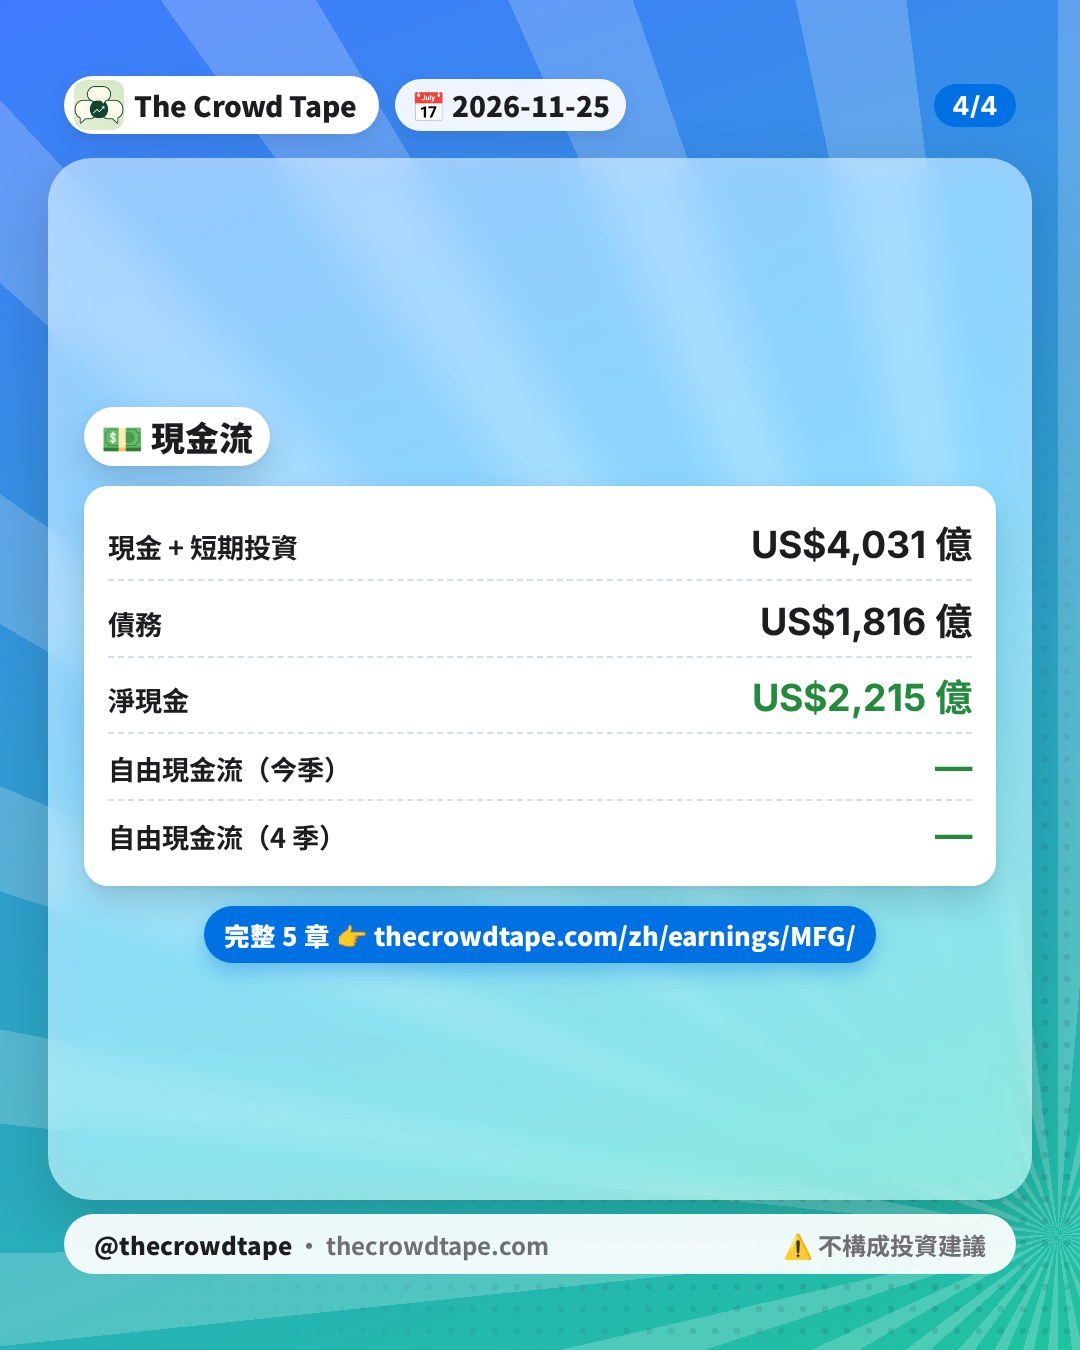 The Crowd Tape
July 2026-11-25
4/4
現金流
現金 + 短期投資 US$4,031 億
債務 US$1,816 億
淨現金 US$2,215 億
自由現金流（今季） —
自由現金流（4 季） —
完整 5 章 👉 thecrowdtape.com/zh/earnings/MFG/
@thecrowdtape · thecrowdtape.com
⚠️ 不構成投資建議